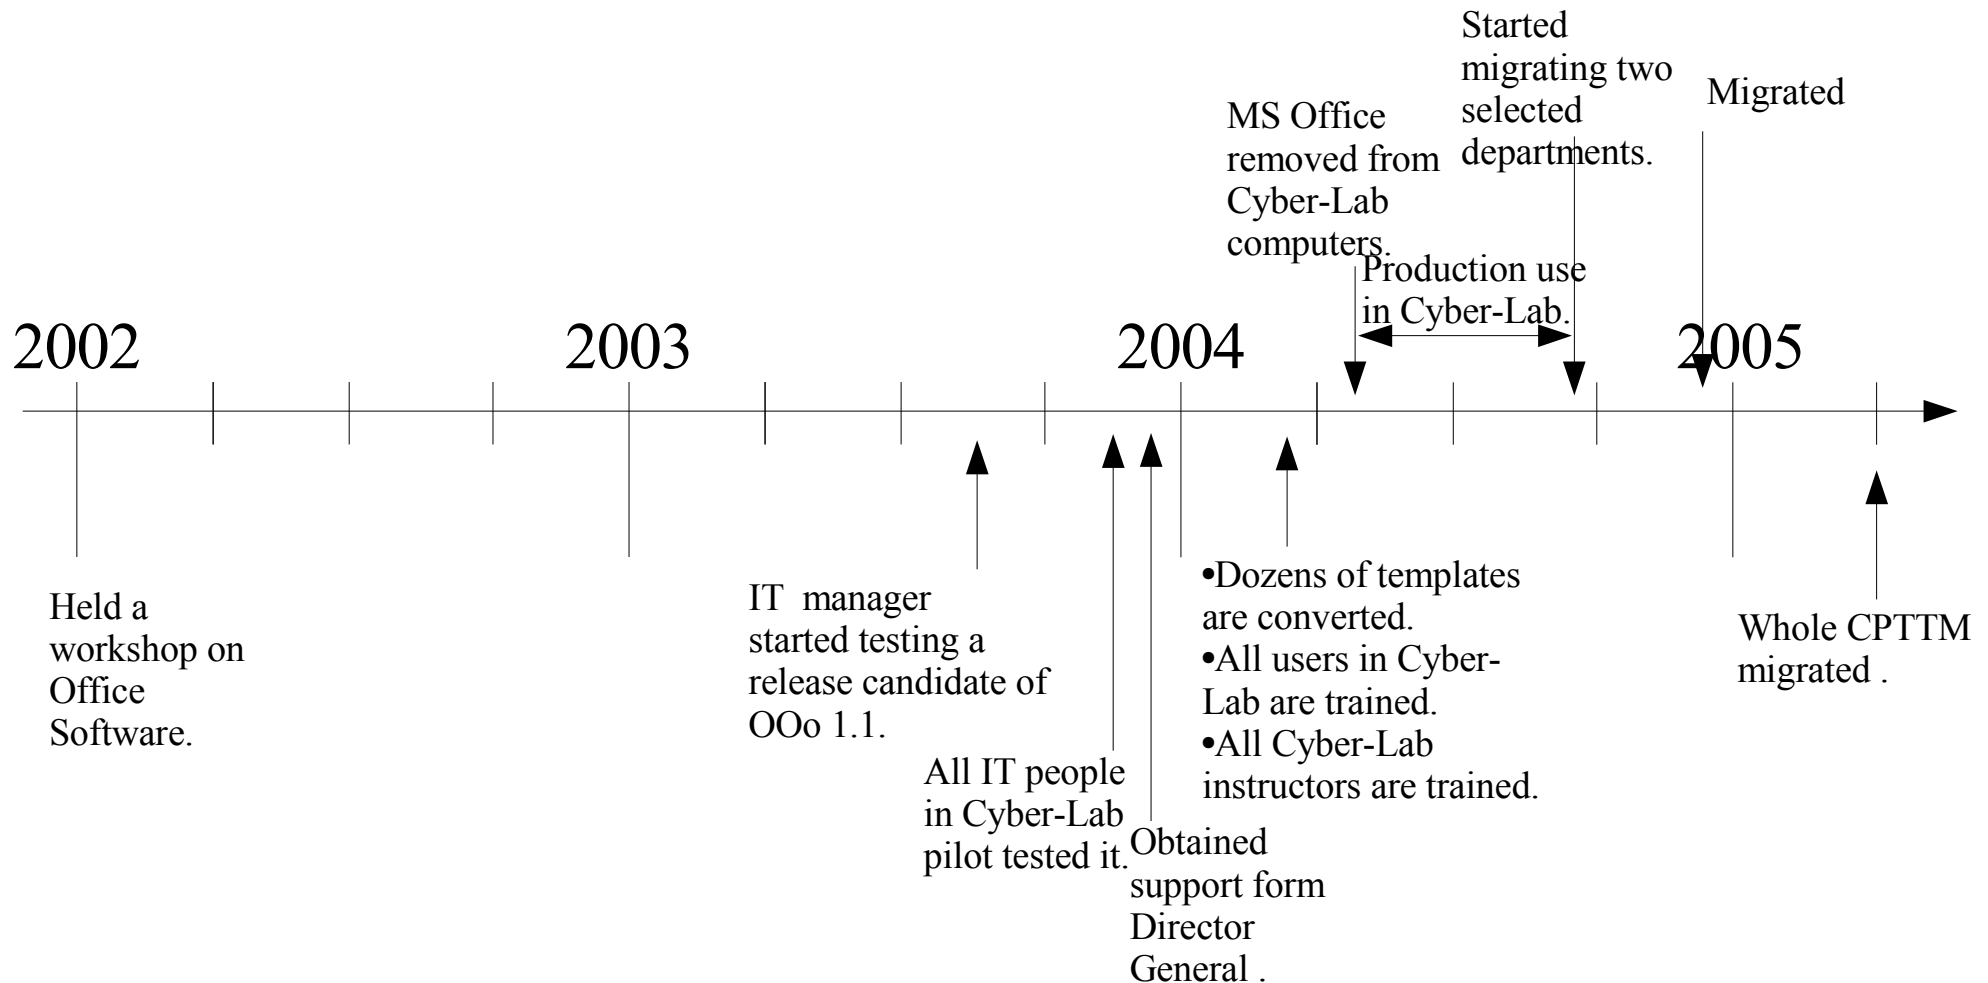 Started
migrating two
selected
departments.
Migrated
MS Office
removed from
Cyber-Lab
computers.
Production use
in Cyber-Lab.
2002
2003
2004
2005
Held a
workshop on
Office
Software.
IT  manager
started testing a
release candidate of
OOo 1.1.
All IT people
in Cyber-Lab
pilot tested it.
Obtained
support form
Director
General .
•Dozens of templates
are converted.
•All users in Cyber-
Lab are trained.
•All Cyber-Lab
instructors are trained.
Whole CPTTM
migrated .